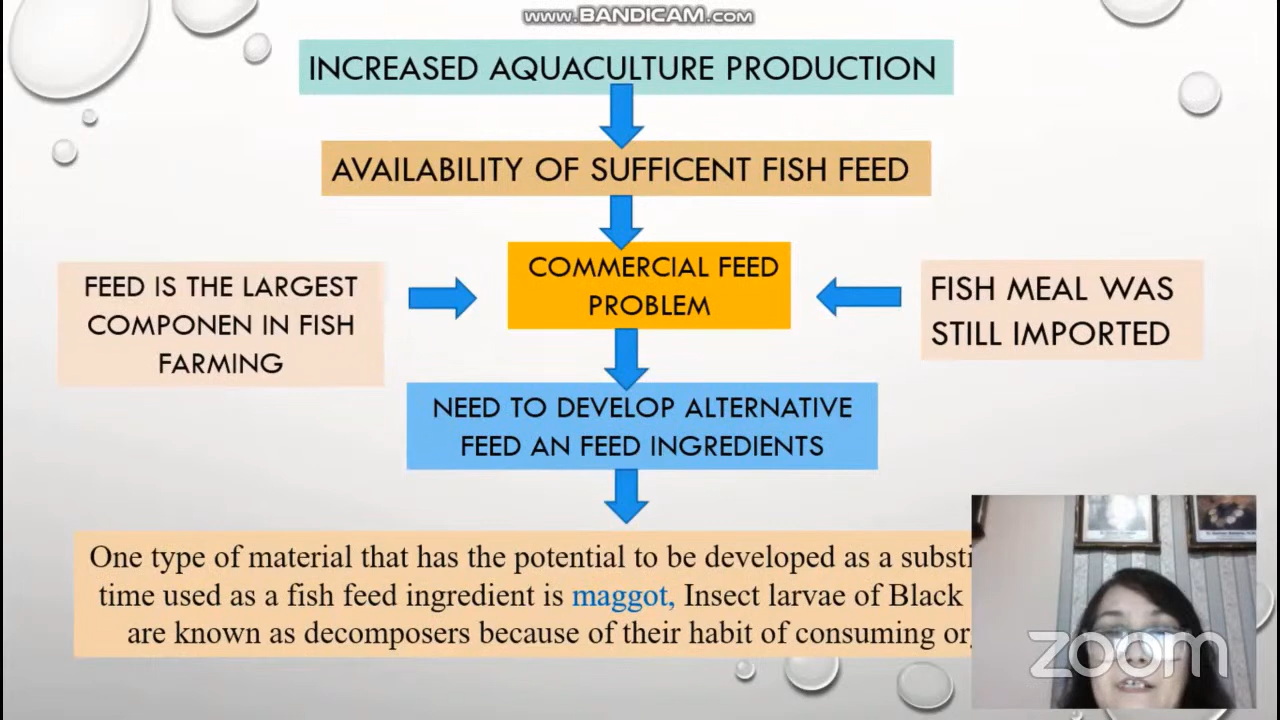 WWW.BANDICAM.COM
INCREASED AQUACULTURE PRODUCTION
AVAILABILITY OF SUFFICENT FISH FEED
COMMERCIAL FEED
PROBLEM
FEED IS THE LARGEST
COMPONEN IN FISH
FARMING
FISH MEAL WAS
STILL IMPORTED
NEED TO DEVELOP ALTERNATIVE
FEED AN FEED INGREDIENTS
One type of material that has the potential to be developed as a
time used as a fish feed ingredient is maggot, Insect larvae of Black
are known as decomposers because of their habit of consuming
zoom